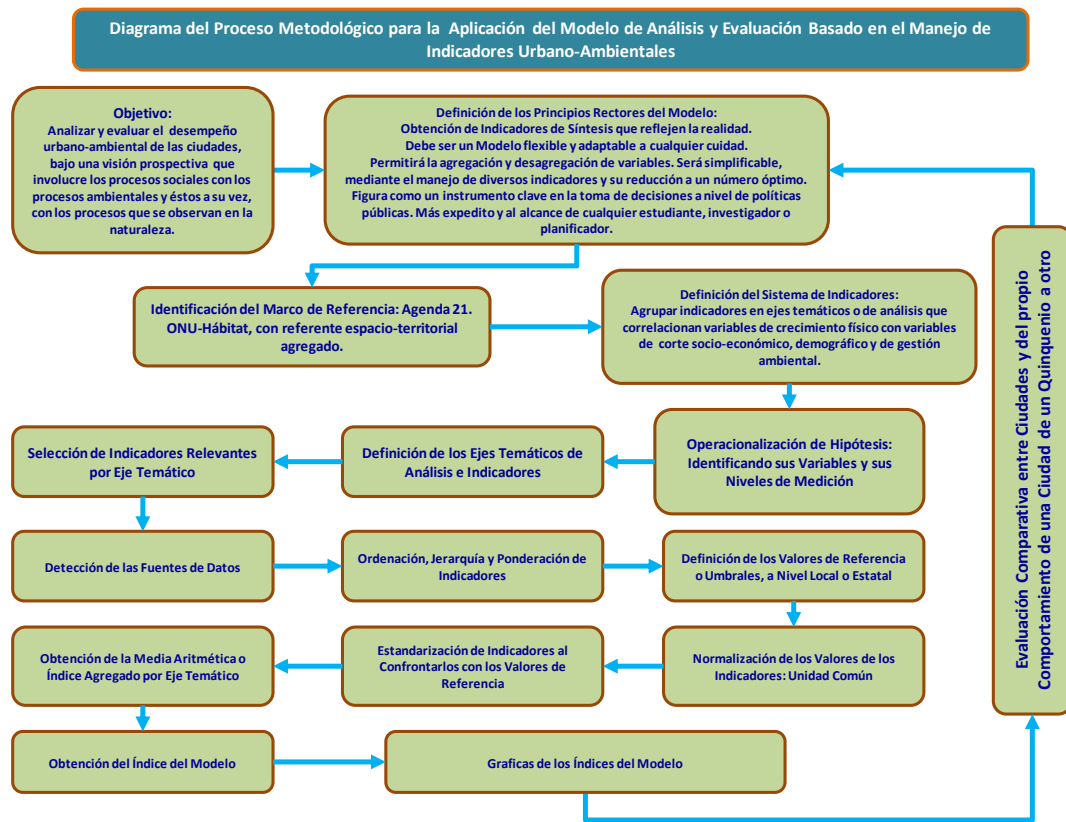 Diagrama del Proceso Metodológico para la Aplicación del Modelo de Análisis y Evaluación Basado en el Manejo de
Indicadores Urbano-Ambientales
Objetivo:
Analizar y evaluar el desempeño
urbano-ambiental de las ciudades,
bajo una visión prospectiva que
involucre los procesos sociales con los
procesos ambientales y éstos a su vez,
con los procesos que se observan en la
naturaleza.
Definición de los Principios Rectores del Modelo:
Obtención de Indicadores de Síntesis que reflejen la realidad.
Debe ser un Modelo flexible y adaptable a cualquier cuidad.
Permitirá la agregación y desagregación de variables. Será simplificable,
mediante el manejo de diversos indicadores y su reducción a un número óptimo.
Figura como un instrumento clave en la toma de decisiones a nivel de políticas
públicas. Más expedito y al alcance de cualquier estudiante, investigador o
planificador.
Identificación del Marco de Referencia: Agenda 21.
ONU-Hábitat, con referente espacio-territorial
agregado.
Definición del Sistema de Indicadores:
Agrupar indicadores en ejes temáticos o de análisis que
correlacionan variables de crecimiento físico con variables
de corte socio-económico, demográfico y de gestión
ambiental.
Operacionalización de Hipótesis:
Identificando sus Variables y sus
Niveles de Medición
Definición de los Ejes Temáticos de
Análisis e Indicadores
Selección de Indicadores Relevantes
por Eje Temático
Detección de las Fuentes de Datos
Ordenación, Jerarquía y Ponderación de
Indicadores
Definición de los Valores de Referencia
o Umbrales, a Nivel Local o Estatal
Normalización de los Valores de los
Indicadores: Unidad Común
Estandarización de Indicadores al
Confrontarlos con los Valores de
Referencia
Obtención de la Media Aritmética o
Índice Agregado por Eje Temático
Obtención del Índice del Modelo
Graficas de los Índices del Modelo
Evaluación Comparativa entre Ciudades y del propio
Comportamiento de una Ciudad de un Quinquenio a otro